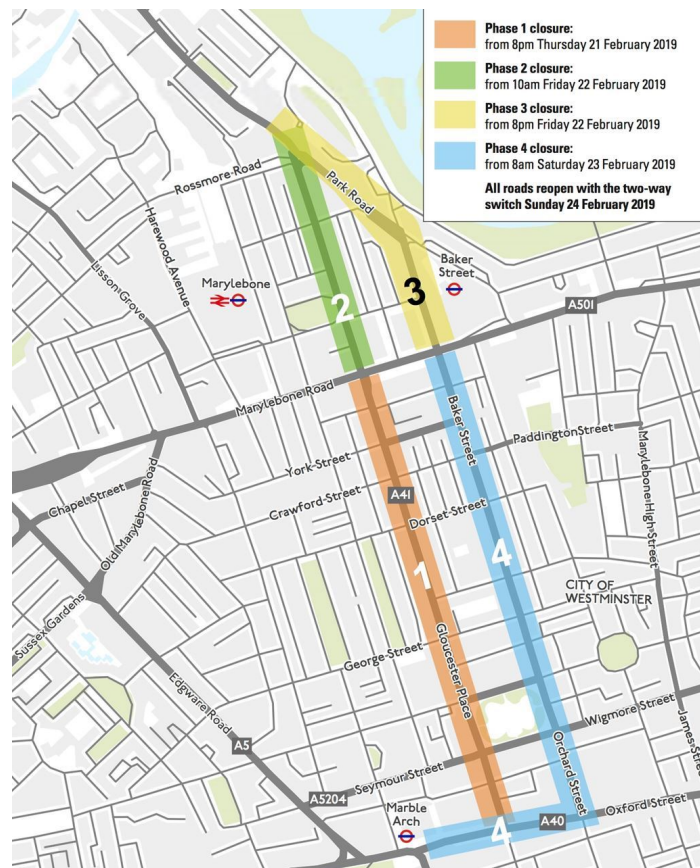 Phase 1 closure:
from 8pm Thursday 21 February 2019
Phase 2 closure:
from 10am Friday 22 February 2019
Phase 3 closure:
from 8pm Friday 22 February 2019
Phase 4 closure:
from 8am Saturday 23 February 2019
All roads reopen with the two-way
switch Sunday 24 February 2019
Rossmore Road
Park Road
Harewood Avenue
Lisson Grove
Marylebone
Baker
Street
3
2
A501
Marylebone Road
Baker Street
Paddington Street
Marylebone High Street
York Street
Chapel Street
Crawford Street
Old Marylebone Road
A41
Dorset Street
4
1
CITY OF
WESTMINSTER
Sussex Gardens
George Street
Gloucester Place
Edgware Road
Wigmore Street
Orchard Street
James Street
A5
Seymour Street
A5204
Marble
Arch
Oxford Street
A40
4